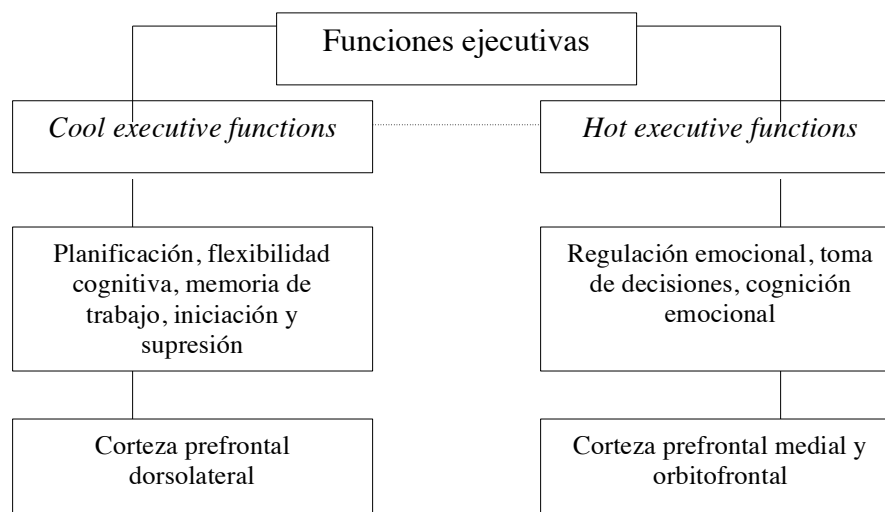 Funciones ejecutivas
Cool executive functions
Hot executive functions
Planificación, flexibilidad
cognitiva, memoria de
trabajo, iniciación y
supresión
Regulación emocional, toma
de decisiones, cognición
emocional
Corteza prefrontal
dorsolateral
Corteza prefrontal medial y
orbitofrontal